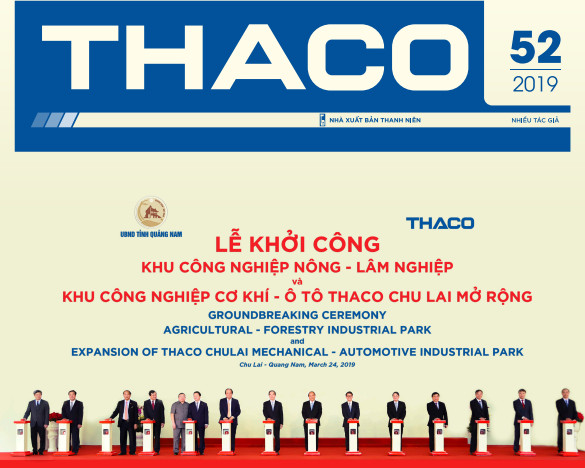 THACO
52
2019
NHÀ XUẤT BẢN THANH NIÊN
NHIỀU TÁC GIẢ
UBND TỈNH QUẢNG NAM
THACO
LỄ KHỞI CÔNG
KHU CÔNG NGHIỆP NÔNG - LÂM NGHIỆP
và
KHU CÔNG NGHIỆP CƠ KHÍ - Ô TÔ THACO CHU LAI MỞ RỘNG
GROUNDBREAKING CEREMONY
AGRICULTURAL - FORESTRY INDUSTRIAL PARK
and
EXPANSION OF THACO CHULAI MECHANICAL - AUTOMOTIVE INDUSTRIAL PARK
Chu Lai - Quang Nam, March 24, 2019